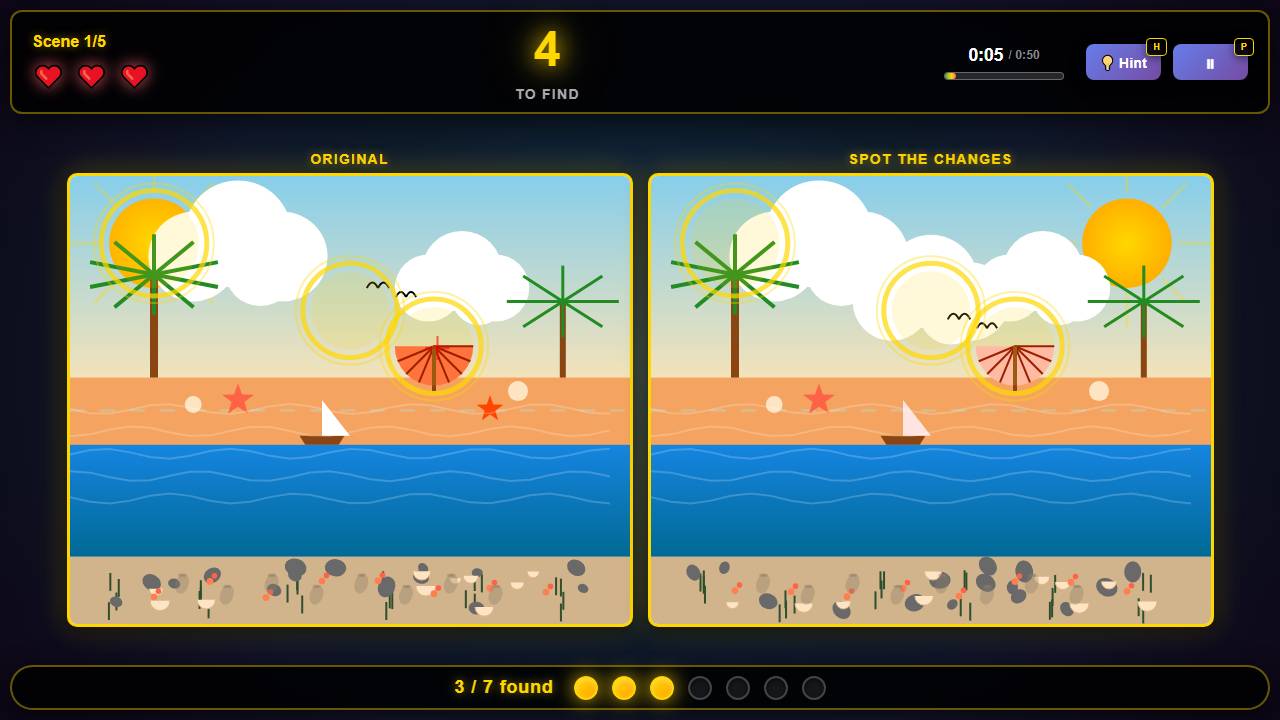 Scene 1/5
4
TO FIND
0:05 / 0:50
Hint
H
P
ORIGINAL
SPOT THE CHANGES
3 / 7 found